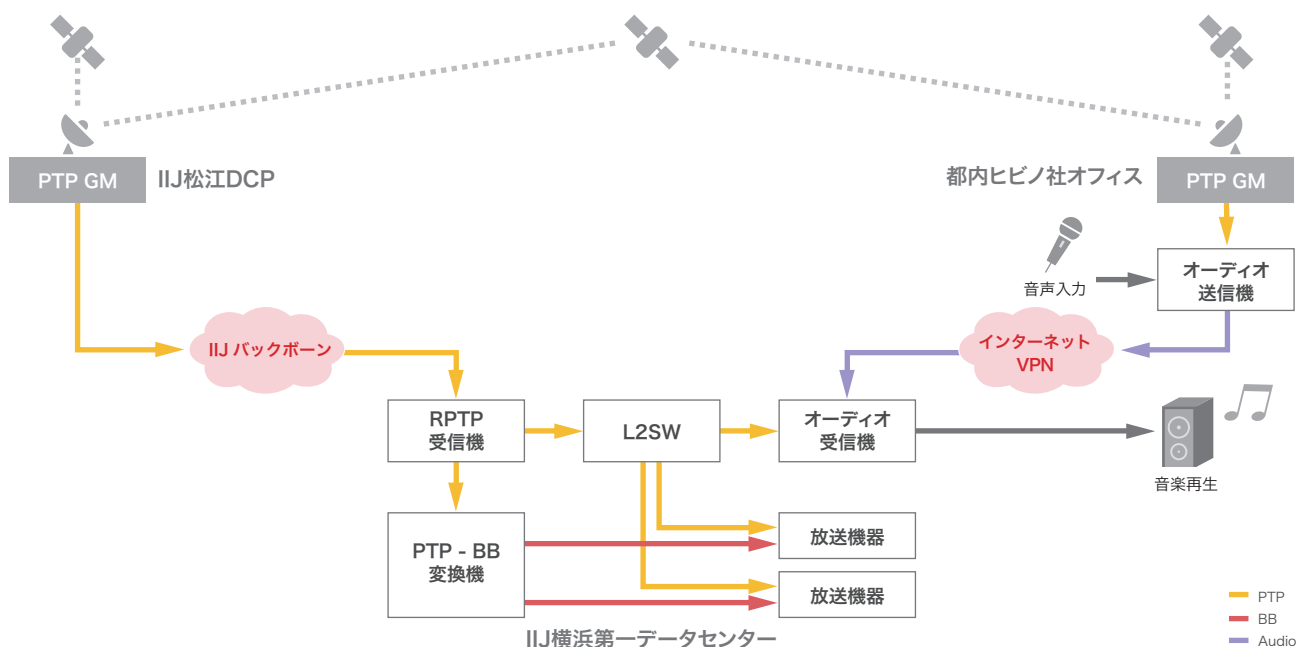 PTP GM
IIJ松江DCP
都内ヒビノ社オフィス
PTP GM
音声入力
オーディオ
送信機
IIJ バックボーン
インターネット
VPN
RPTP
受信機
L2SW
オーディオ
受信機
音楽再生
PTP - BB
変換機
放送機器
放送機器
IIJ横浜第一データセンター
PTP
BB
Audio